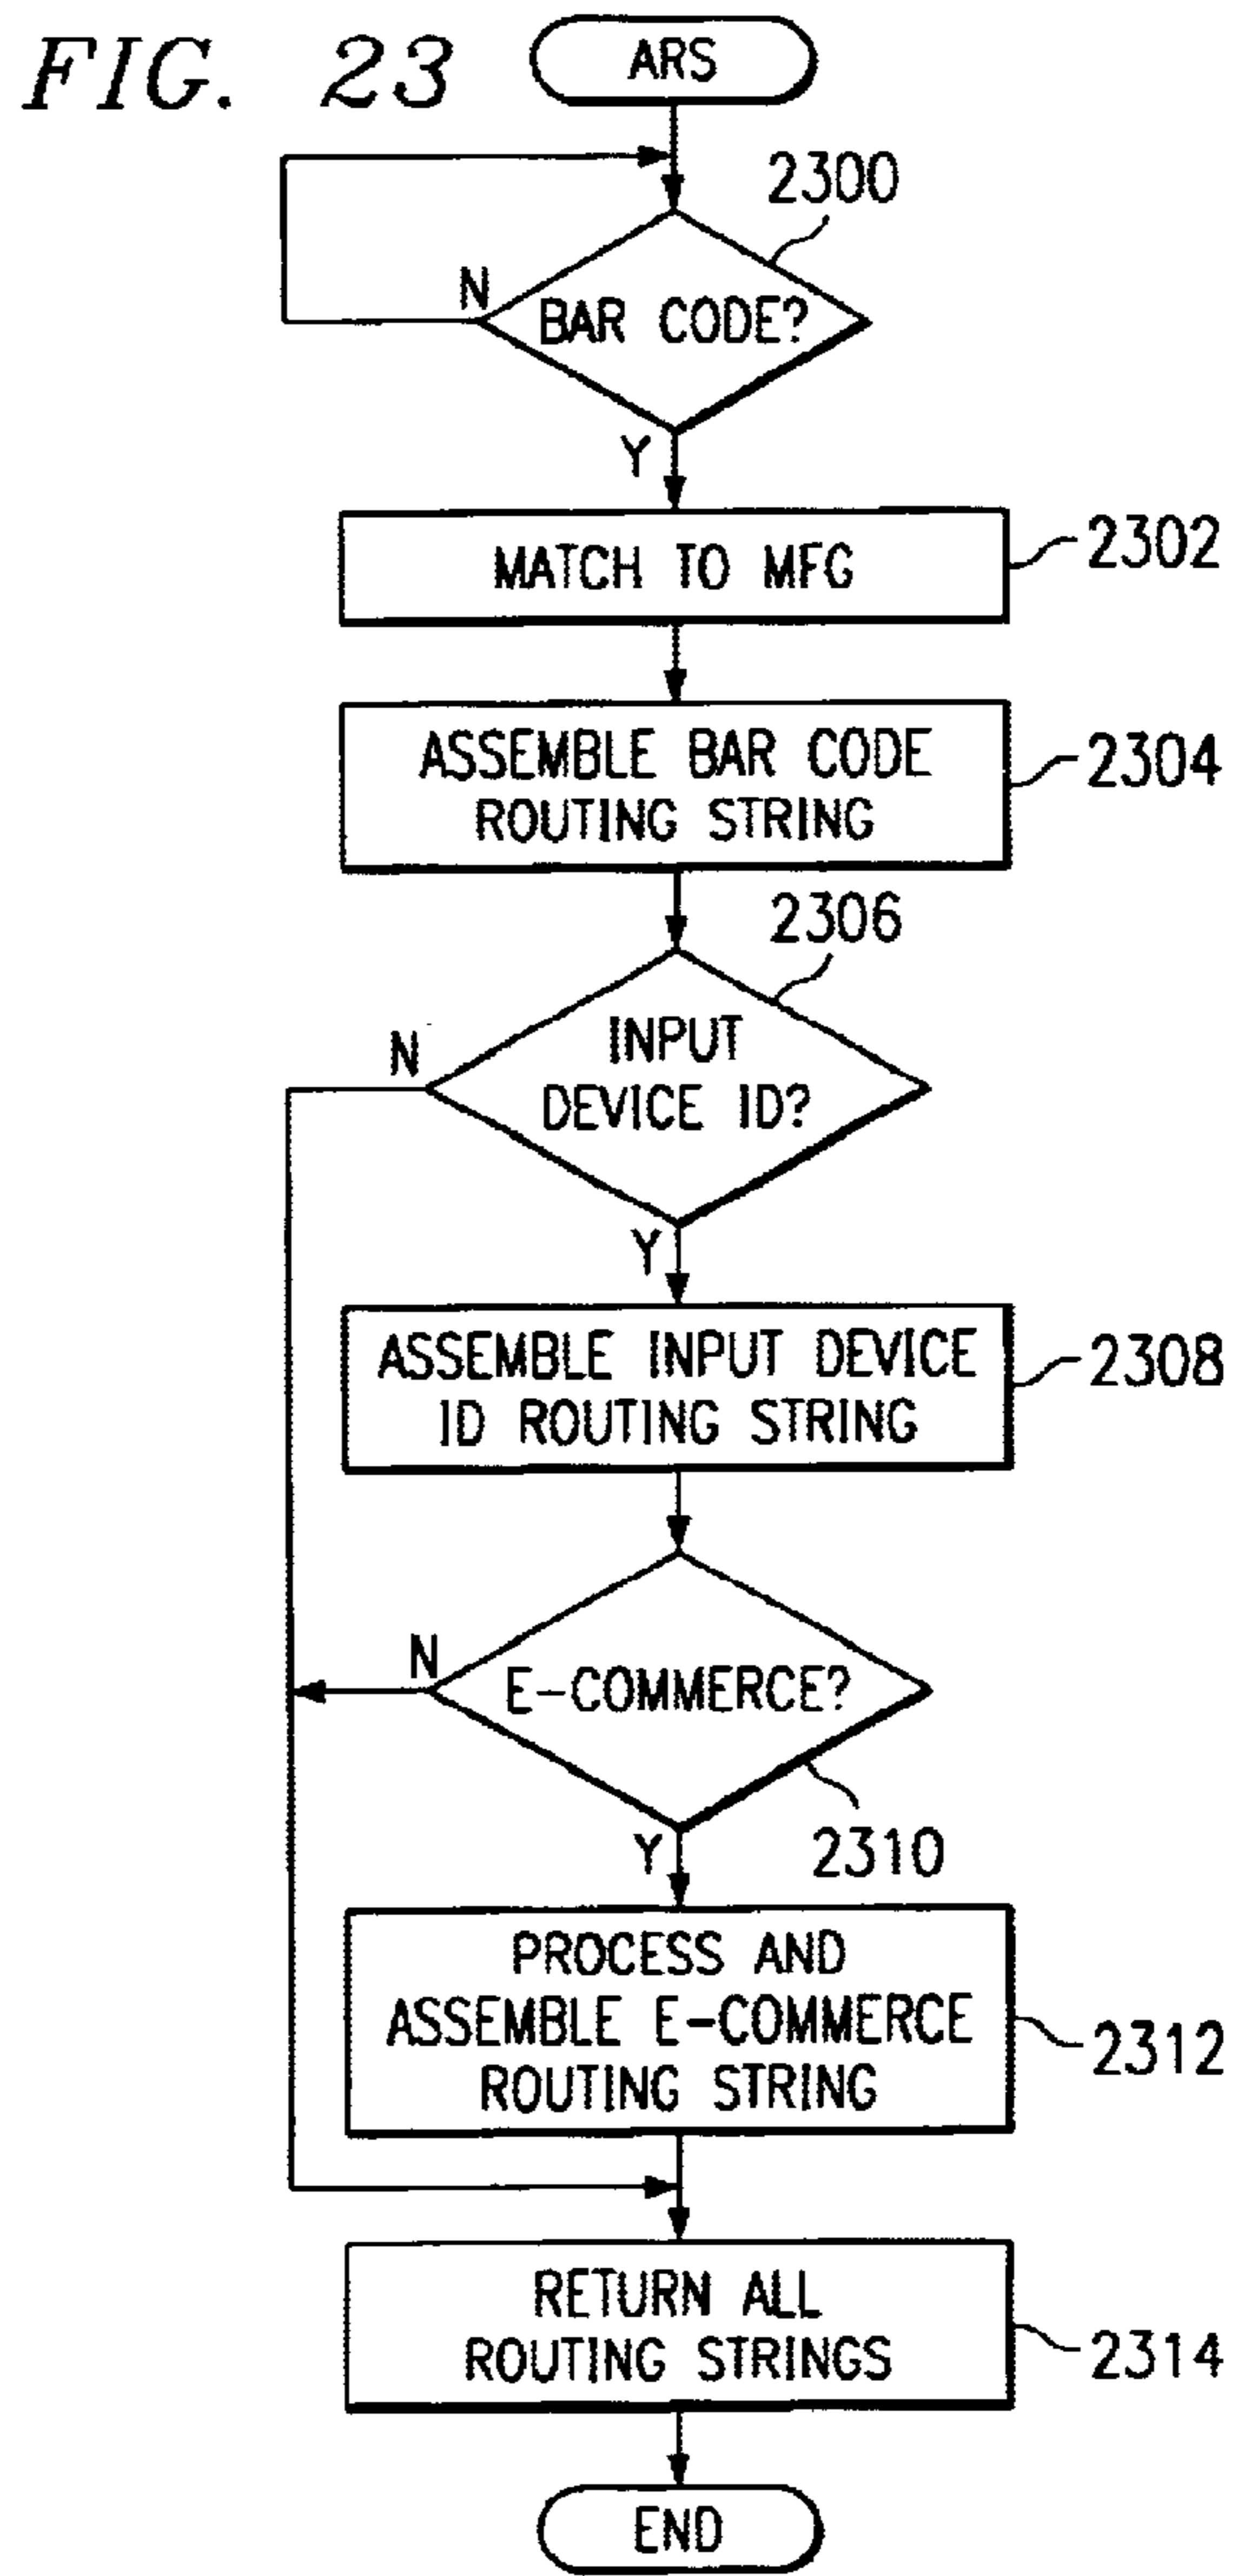 FIG. 23
ARS
2300
N
BAR CODE?
Y
MATCH TO MFG
2302
ASSEMBLE BAR CODE
ROUTING STRING
2304
2306
N
INPUT
DEVICE ID?
Y
ASSEMBLE INPUT DEVICE
ID ROUTING STRING
2308
N
E-COMMERCE?
2310
Y
PROCESS AND
ASSEMBLE E-COMMERCE
ROUTING STRING
2312
RETURN ALL
ROUTING STRINGS
2314
END